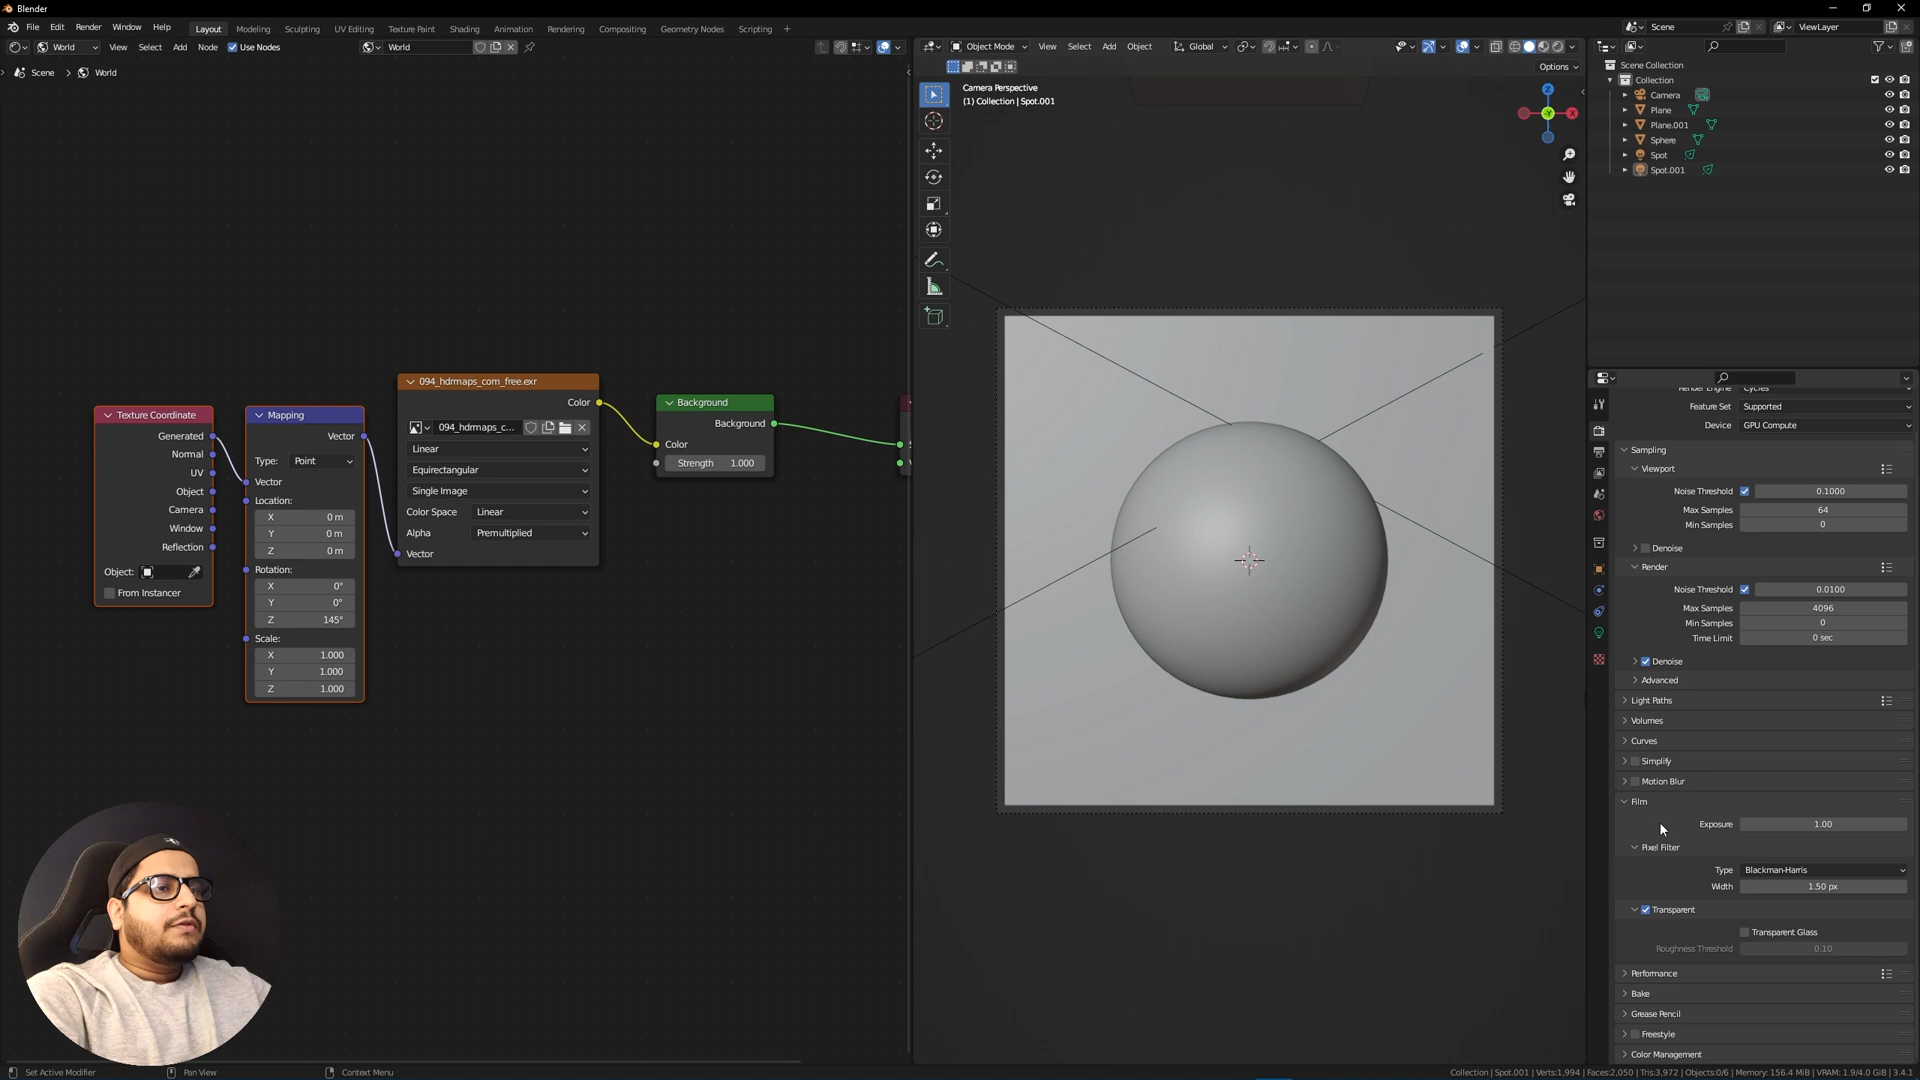 Blender
File Edit Render Window Help Layout Modeling Sculpting UV Editing Texture Paint Shading Animation Rendering Compositing Geometry Nodes Scripting + Scene ViewLayer
World View Select Add Node Use Nodes World
Object Mode View Select Add Object Global
Options
Scene > World
Camera Perspective
(1) Collection | Spot.001
Z
X
Y
Scene Collection
Collection
Camera
Plane
Plane.001
Sphere
Spot
Spot.001
Texture Coordinate
Generated
Normal
UV
Object
Camera
Window
Reflection
Object:
From Instancer
Mapping
Vector
Type: Point
Vector
Location:
X 0 m
Y 0 m
Z 0 m
Rotation:
X 0°
Y 0°
Z 145°
Scale:
X 1.000
Y 1.000
Z 1.000
094_hdrmaps_com_free.exr
Color
094_hdrmaps_c...
Linear
Equirectangular
Single Image
Color Space Linear
Alpha Premultiplied
Vector
Background
Background
Color
Strength 1.000
Render Engine Cycles
Feature Set Supported
Device GPU Compute
Sampling
Viewport
Noise Threshold 0.1000
Max Samples 64
Min Samples 0
Denoise
Render
Noise Threshold 0.0100
Max Samples 4096
Min Samples 0
Time Limit 0 sec
Denoise
Advanced
Light Paths
Volumes
Curves
Simplify
Motion Blur
Film
Exposure 1.00
Pixel Filter
Type Blackman-Harris
Width 1.50 px
Transparent
Transparent Glass
Roughness Threshold 0.10
Performance
Bake
Grease Pencil
Freestyle
Color Management
Set Active Modifier Pan View Context Menu Collection | Spot.001 | Verts:1,994 | Faces:2,050 | Tris:3,972 | Objects:0/6 | Memory: 156.4 MiB | VRAM: 1.9/4.0 GiB | 3.4.1